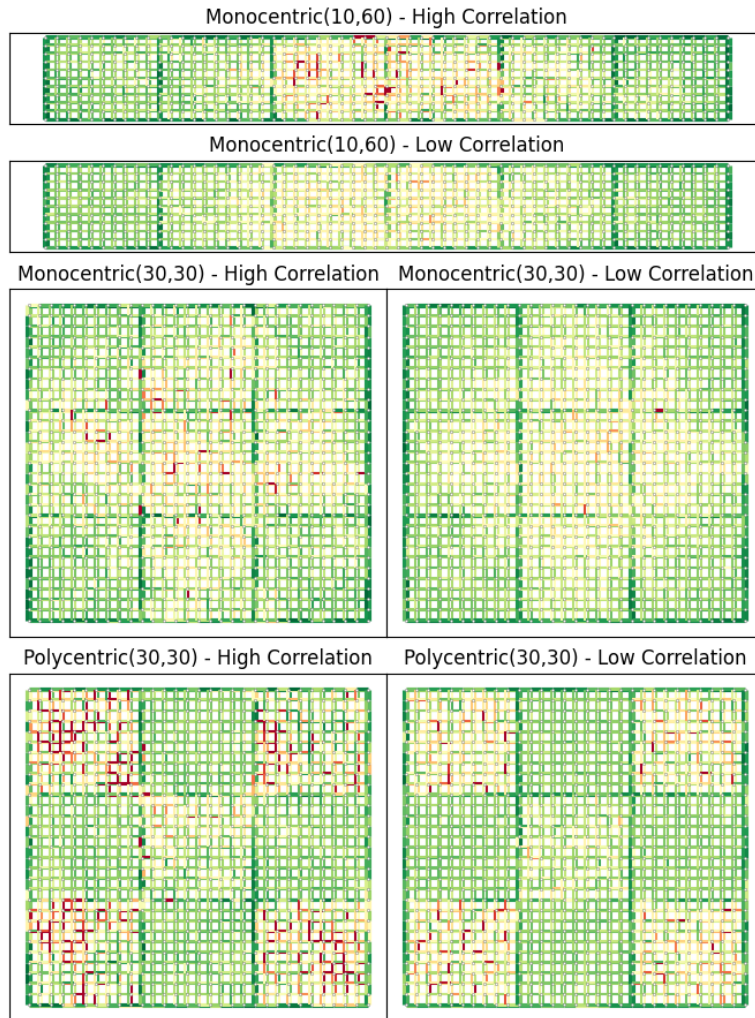 Monocentric(10,60) - High Correlation
Monocentric(10,60) - Low Correlation
Monocentric(30,30) - High Correlation
Monocentric(30,30) - Low Correlation
Polycentric(30,30) - High Correlation
Polycentric(30,30) - Low Correlation